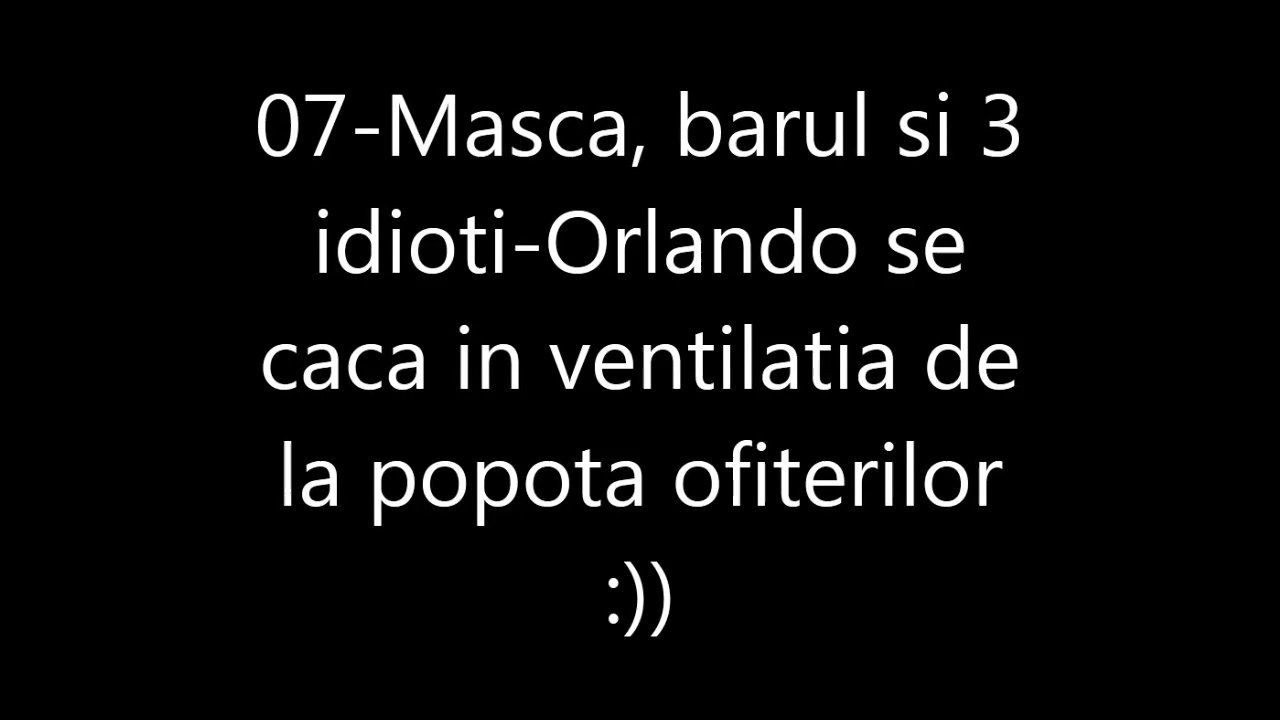 07-Masca, barul si 3
idioti-Orlando se
caca in ventilatia de
la popota ofiterilor
:))